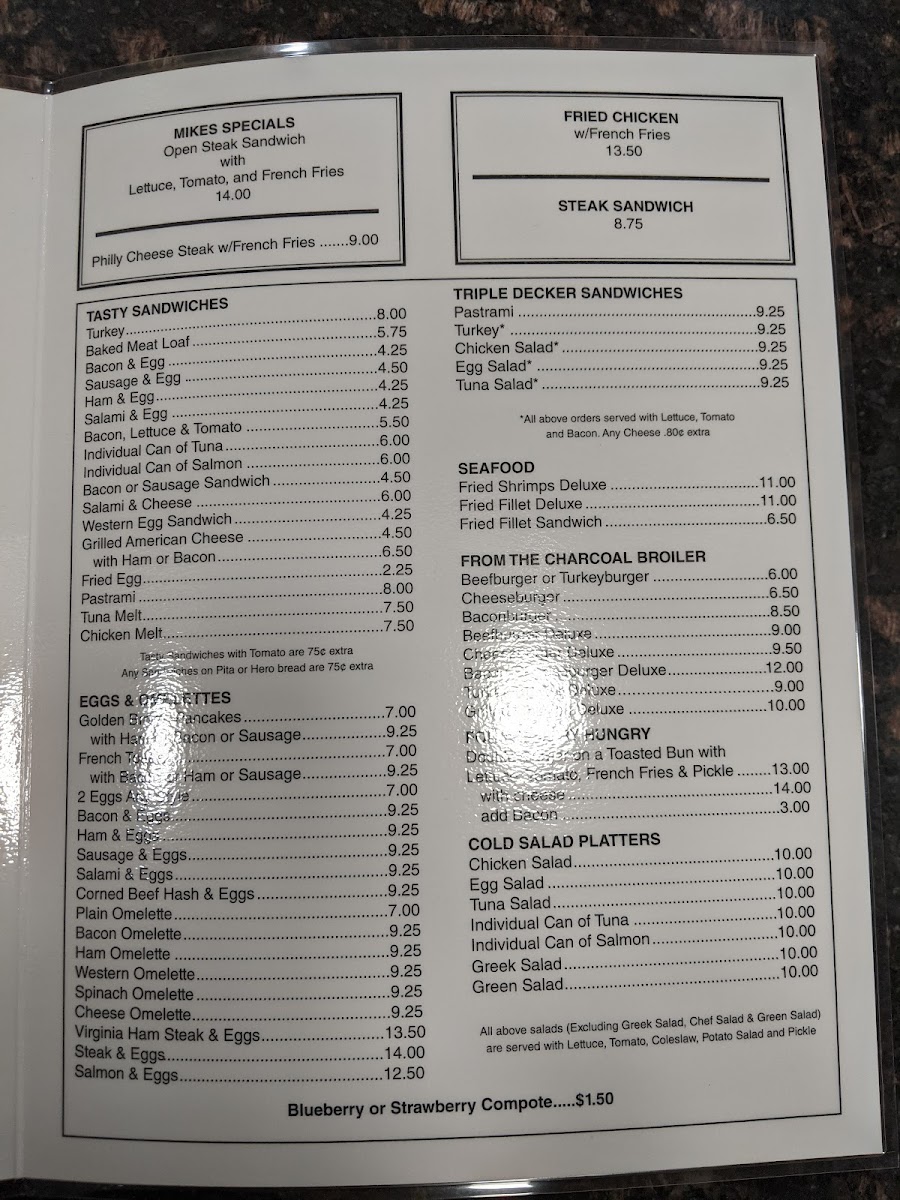 MIKES SPECIALS
Open Steak Sandwich
with
Lettuce, Tomato, and French Fries
14.00
Philly Cheese Steak w/French Fries .......9.00
FRIED CHICKEN
w/French Fries
13.50
STEAK SANDWICH
8.75
TASTY SANDWICHES
Turkey........8.00
Baked Meat Loaf........5.75
Bacon & Egg........4.25
Sausage & Egg........4.50
Ham & Egg........4.25
Salami & Egg........4.25
Bacon, Lettuce & Tomato........5.50
Individual Can of Tuna........6.00
Individual Can of Salmon........6.00
Bacon or Sausage Sandwich........4.50
Salami & Cheese........6.00
Western Egg Sandwich........4.25
Grilled American Cheese........4.50
with Ham or Bacon........6.50
Fried Egg........2.25
Pastrami........8.00
Tuna Melt........7.50
Chicken Melt........7.50
Tasty Sandwiches with Tomato are 75¢ extra
Any Sandwiches on Pita or Hero bread are 75¢ extra
EGGS & OMELETTES
Golden Pancakes........7.00
with Ham, Bacon or Sausage........9.25
French ........7.00
with Bacon, Ham or Sausage........9.25
2 Eggs Any Style........7.00
Bacon & Eggs........9.25
Ham & Eggs........9.25
Sausage & Eggs........9.25
Salami & Eggs........9.25
Corned Beef Hash & Eggs........9.25
Plain Omelette........7.00
Bacon Omelette........9.25
Ham Omelette........9.25
Western Omelette........9.25
Spinach Omelette........9.25
Cheese Omelette........9.25
Virginia Ham Steak & Eggs........13.50
Steak & Eggs........14.00
Salmon & Eggs........12.50
TRIPLE DECKER SANDWICHES
Pastrami........9.25
Turkey*........9.25
Chicken Salad*........9.25
Egg Salad*........9.25
Tuna Salad*........9.25
*All above orders served with Lettuce, Tomato
and Bacon. Any Cheese .80¢ extra
SEAFOOD
Fried Shrimps Deluxe........11.00
Fried Fillet Deluxe........11.00
Fried Fillet Sandwich........6.50
FROM THE CHARCOAL BROILER
Beefburger or Turkeyburger........6.00
Cheeseburger........6.50
Baconburger........8.50
Beefburger Deluxe........9.00
Cheeseburger Deluxe........9.50
Deluxe........12.00
Deluxe........9.00
Deluxe........10.00
HUNGRY
on a Toasted Bun with
Lettuce, Tomato, French Fries & Pickle .......13.00
with cheese........14.00
add Bacon........3.00
COLD SALAD PLATTERS
Chicken Salad........10.00
Egg Salad........10.00
Tuna Salad........10.00
Individual Can of Tuna........10.00
Individual Can of Salmon........10.00
Greek Salad........10.00
Green Salad........10.00
All above salads (Excluding Greek Salad, Chef Salad & Green Salad)
are served with Lettuce, Tomato, Coleslaw, Potato Salad and Pickle
Blueberry or Strawberry Compote.....$1.50